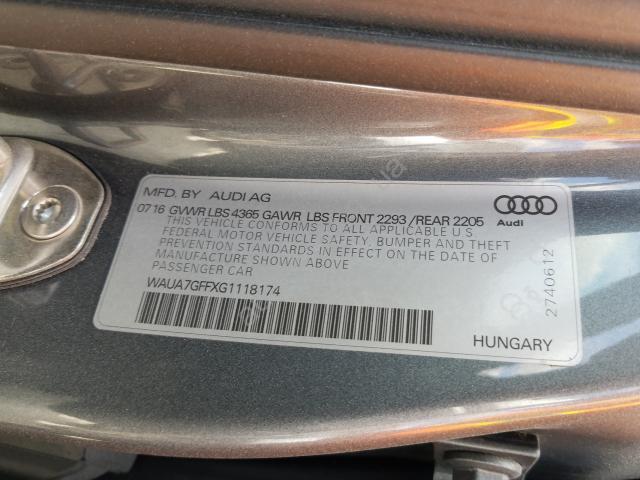 MFD. BY AUDI AG
0716 GVWR LBS 4365 GAWR LBS FRONT 2293 / REAR 2205
THIS VEHICLE CONFORMS TO ALL APPLICABLE U S
FEDERAL MOTOR VEHICLE SAFETY, BUMPER AND THEFT
PREVENTION STANDARDS IN EFFECT ON THE DATE OF
MANUFACTURE SHOWN ABOVE
PASSENGER CAR
WAUA7GFFXG1118174
Audi
2740612
HUNGARY